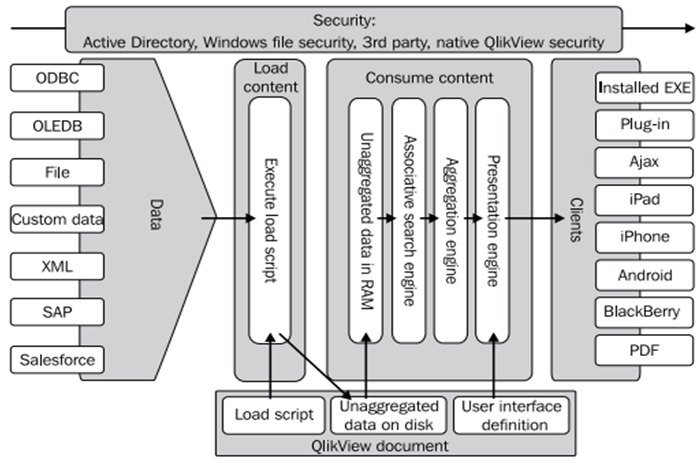 Security:
Active Directory, Windows file security, 3rd party, native QlikView security
ODBC
OLEDB
File
Custom data
XML
SAP
Salesforce
Data
Load
content
Execute load script
Consume content
Unaggregated data in RAM
Associative search engine
Aggregation engine
Presentation engine
Clients
Installed EXE
Plug-in
Ajax
iPad
iPhone
Android
BlackBerry
PDF
Load script
Unaggregated
data on disk
User interface
definition
QlikView document